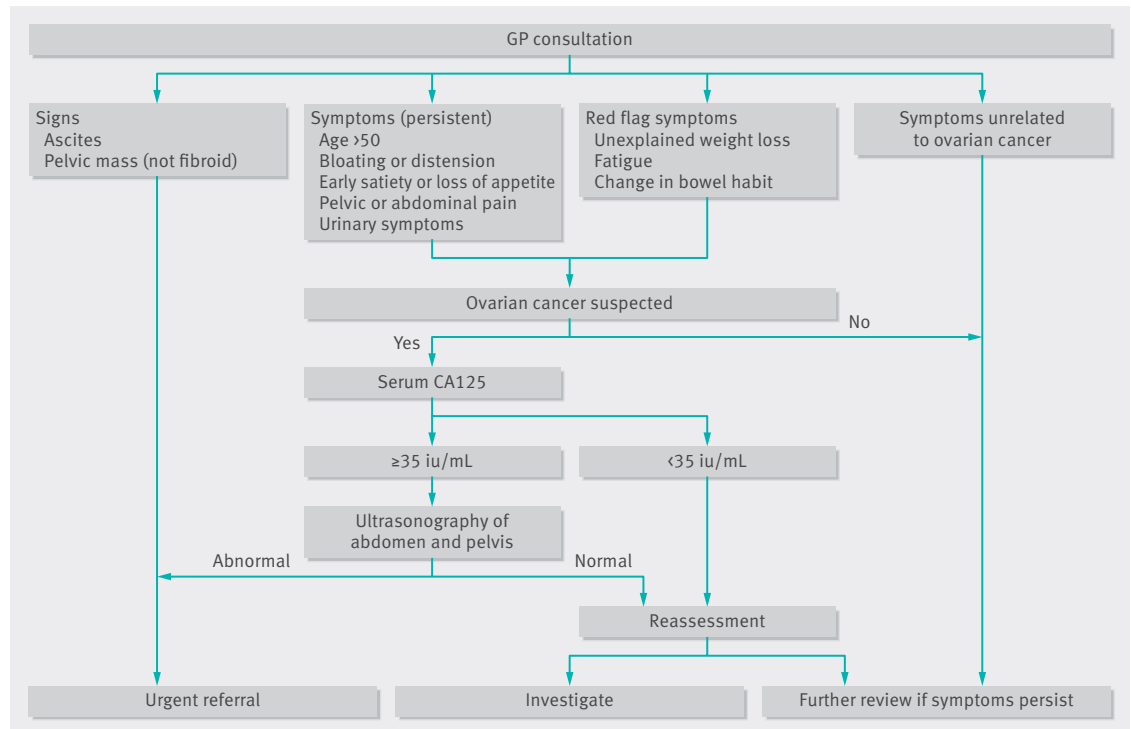 GP consultation
Signs
Ascites
Pelvic mass (not fibroid)
Symptoms (persistent)
Age >50
Bloating or distension
Early satiety or loss of appetite
Pelvic or abdominal pain
Urinary symptoms
Red flag symptoms
Unexplained weight loss
Fatigue
Change in bowel habit
Symptoms unrelated
to ovarian cancer
Ovarian cancer suspected
No
Yes
Serum CA125
≥35 iu/mL
<35 iu/mL
Ultrasonography of
abdomen and pelvis
Abnormal
Normal
Reassessment
Urgent referral
Investigate
Further review if symptoms persist